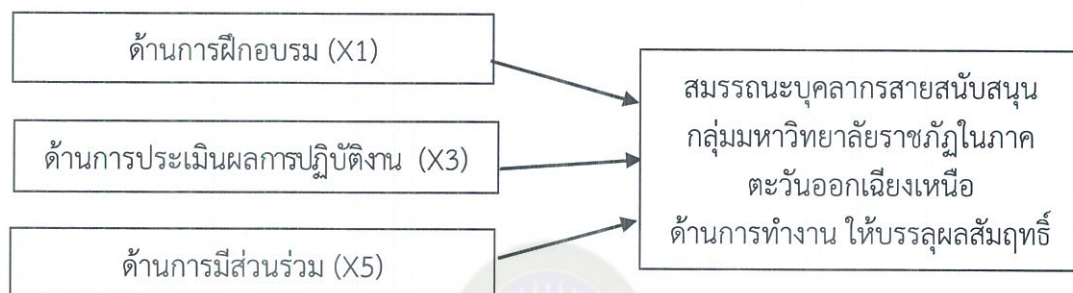 ด้านการฝึกอบรม (X1)
ด้านการประเมินผลการปฏิบัติงาน (X3)
ด้านการมีส่วนร่วม (X5)
สมรรถนะบุคลากรสายสนับสนุน
กลุ่มมหาวิทยาลัยราชภัฏในภาค
ตะวันออกเฉียงเหนือ
ด้านการทำงาน ให้บรรลุผลสัมฤทธิ์